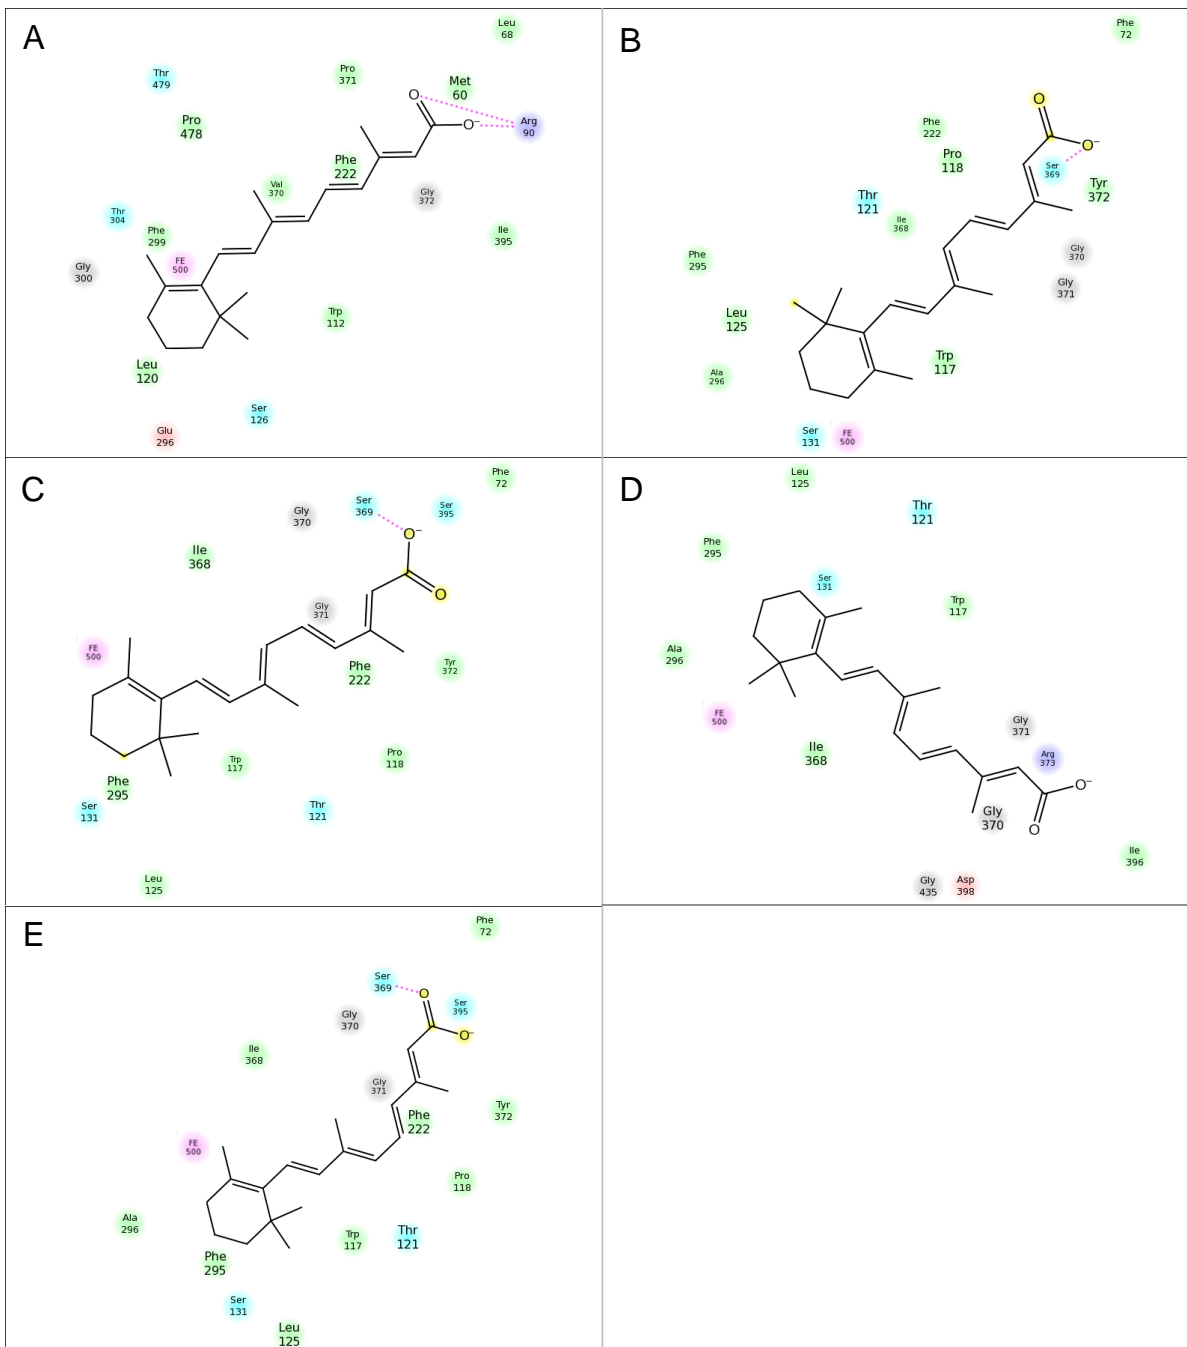 A
Leu
68
Thr
479
Pro
371
Met
60
O
O⁻
Arg
90
Pro
478
Phe
222
Val
370
Gly
372
Thr
304
Phe
299
Ile
395
FE
500
Gly
300
Trp
112
Leu
120
Ser
126
Glu
296
B
Phe
72
O
Phe
222
O⁻
Pro
118
Ser
369
Tyr
372
Thr
121
Ile
368
Phe
295
Gly
370
Gly
371
Leu
125
Trp
117
Ala
296
Ser
131
FE
500
C
Phe
72
Ser
369
Ser
395
Gly
370
O⁻
Ile
368
O
Gly
371
FE
500
Phe
222
Tyr
372
Trp
117
Pro
118
Phe
295
Ser
131
Thr
121
Leu
125
D
Leu
125
Thr
121
Phe
295
Ser
131
Trp
117
Ala
296
FE
500
Gly
371
Ile
368
Arg
373
O⁻
Gly
370
O
Ile
396
Gly
435
Asp
398
E
Phe
72
Ser
369
O
Ser
395
Gly
370
O⁻
Ile
368
Gly
371
Tyr
372
Phe
222
FE
500
Pro
118
Ala
296
Trp
117
Thr
121
Phe
295
Ser
131
Leu
125